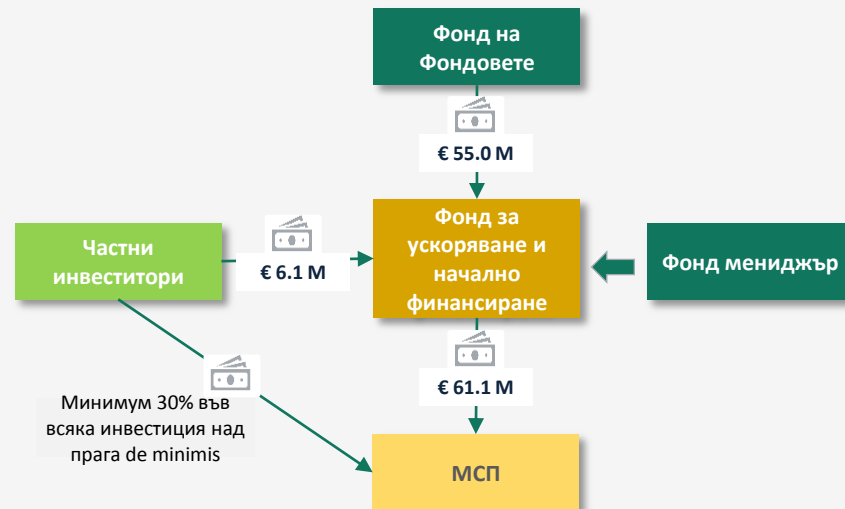 Фонд на
Фондовете
€ 55.0 M
Частни
инвеститори
€ 6.1 M
Фонд за
ускоряване и
начално
финансиране
Фонд мениджър
€ 61.1 M
Минимум 30% във
всяка инвестиция над
прага de minimis
МСП